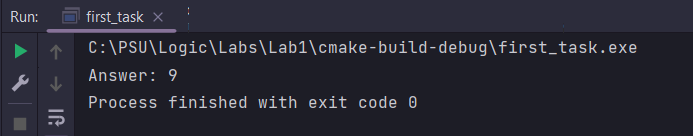 Run: first_task
C:\PSU\Logic\Labs\Lab1\cmake-build-debug\first_task.exe
Answer: 9
Process finished with exit code 0